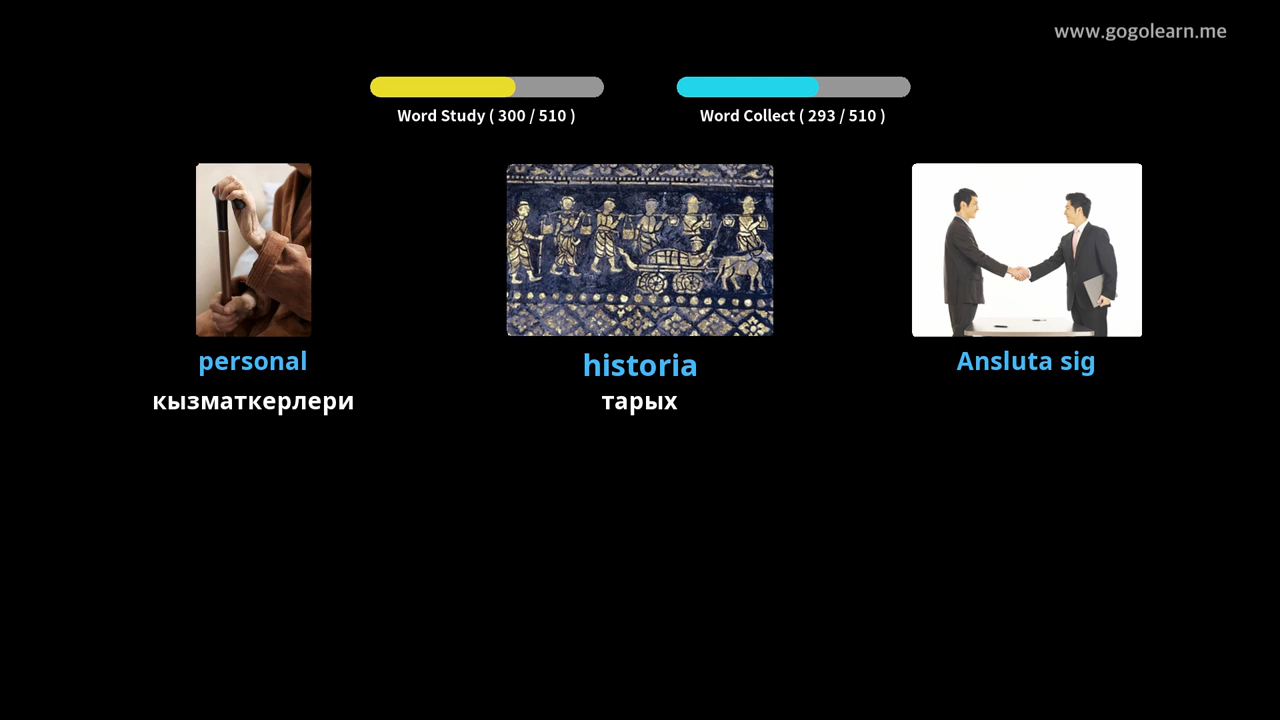 www.gogolearn.me
Word Study ( 300 / 510 )
Word Collect ( 293 / 510 )
personal
кызматкерлери
historia
тарых
Ansluta sig